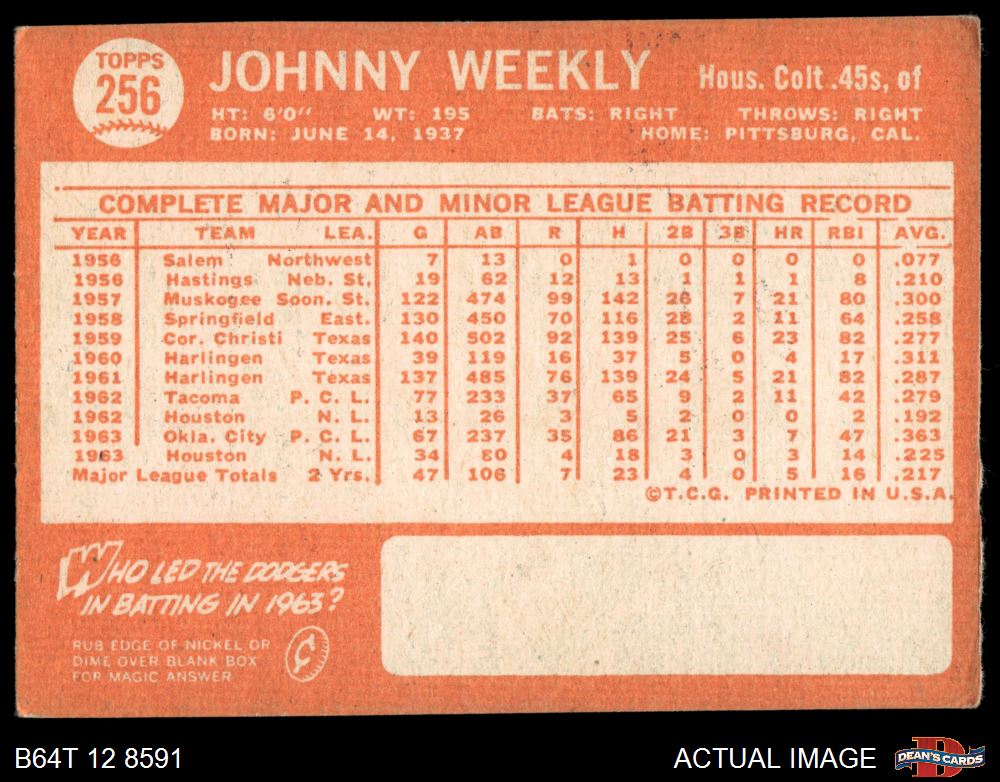 TOPPS
256
JOHNNY WEEKLY Hous. Colt .45s, of
HT: 6'0" WT: 195 BATS: RIGHT THROWS: RIGHT
BORN: JUNE 14, 1937 HOME: PITTSBURG, CAL.
COMPLETE MAJOR AND MINOR LEAGUE BATTING RECORD
YEAR TEAM LEA. G AB R H 2B 3B HR RBI AVG.
1956 Salem Northwest 7 13 0 1 0 0 0 0 .077
1956 Hastings Neb. St. 19 62 12 13 1 1 1 8 .210
1957 Muskogee Soon. St. 122 474 99 142 26 7 21 80 .300
1958 Springfield East. 130 450 70 116 28 2 11 64 .258
1959 Cor. Christi Texas 140 502 92 139 25 6 23 82 .277
1960 Harlingen Texas 39 119 16 37 5 0 4 17 .311
1961 Harlingen Texas 137 485 76 139 24 5 21 82 .287
1962 Tacoma P. C. L. 77 233 37 65 9 2 11 42 .279
1962 Houston N. L. 13 26 3 5 2 0 0 2 .192
1963 Okla. City P. C. L. 67 237 35 86 21 3 7 47 .363
1963 Houston N. L. 34 80 4 18 3 0 3 14 .225
Major League Totals 2 Yrs. 47 106 7 23 4 0 5 16 .217
©T.C.G. PRINTED IN U.S.A.
WHO LED THE DODGERS
IN BATTING IN 1963?
RUB EDGE OF NICKEL OR
DIME OVER BLANK BOX
FOR MAGIC ANSWER
B64T 12 8591 ACTUAL IMAGE D DEAN'S CARDS